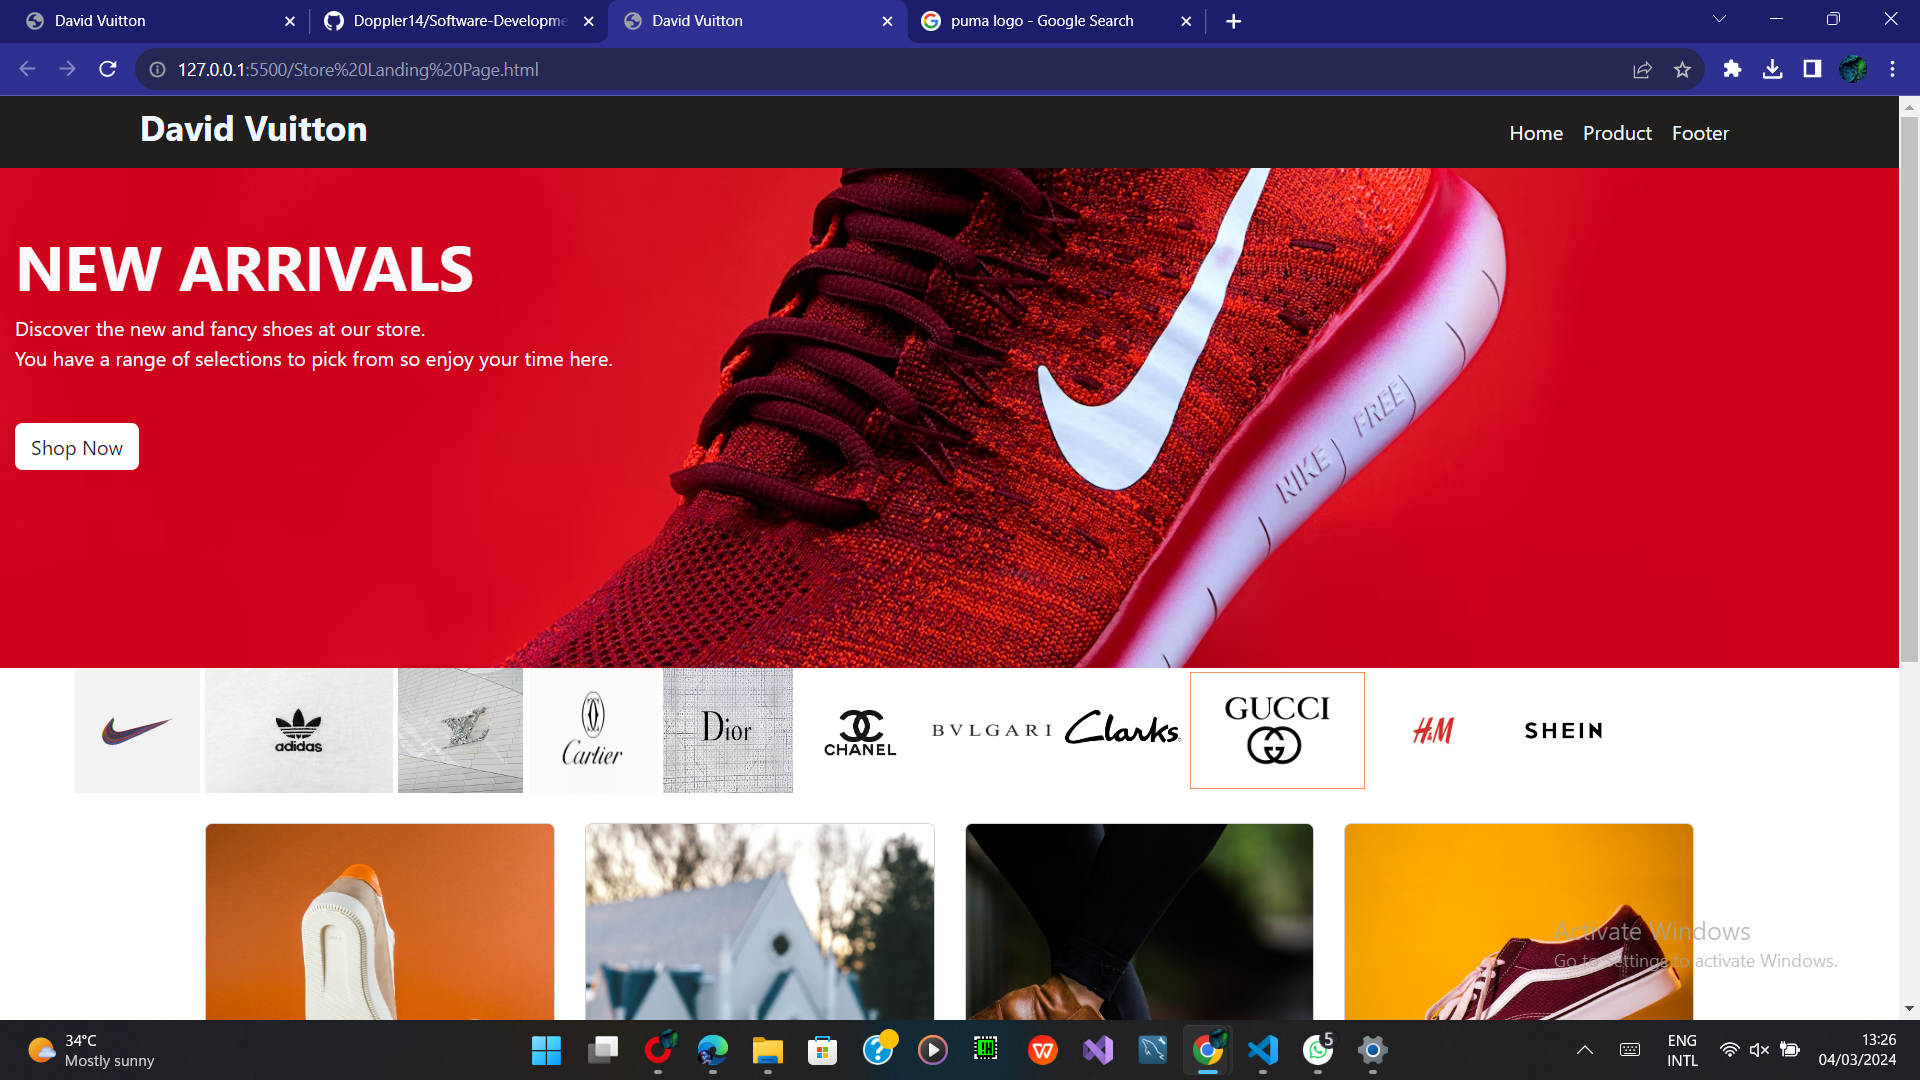 David Vuitton
Doppler14/Software-Developme
David Vuitton
puma logo - Google Search
127.0.0.1:5500/Store%20Landing%20Page.html
David Vuitton
Home
Product
Footer
NEW ARRIVALS
Discover the new and fancy shoes at our store.
You have a range of selections to pick from so enjoy your time here.
Shop Now
NIKE FREE
adidas
LV
Cartier
Dior
CHANEL
BVLGARI
Clarks
GUCCI
H&M
SHEIN
Activate Windows
Go to Settings to activate Windows.
34°C
Mostly sunny
5
ENG
INTL
13:26
04/03/2024